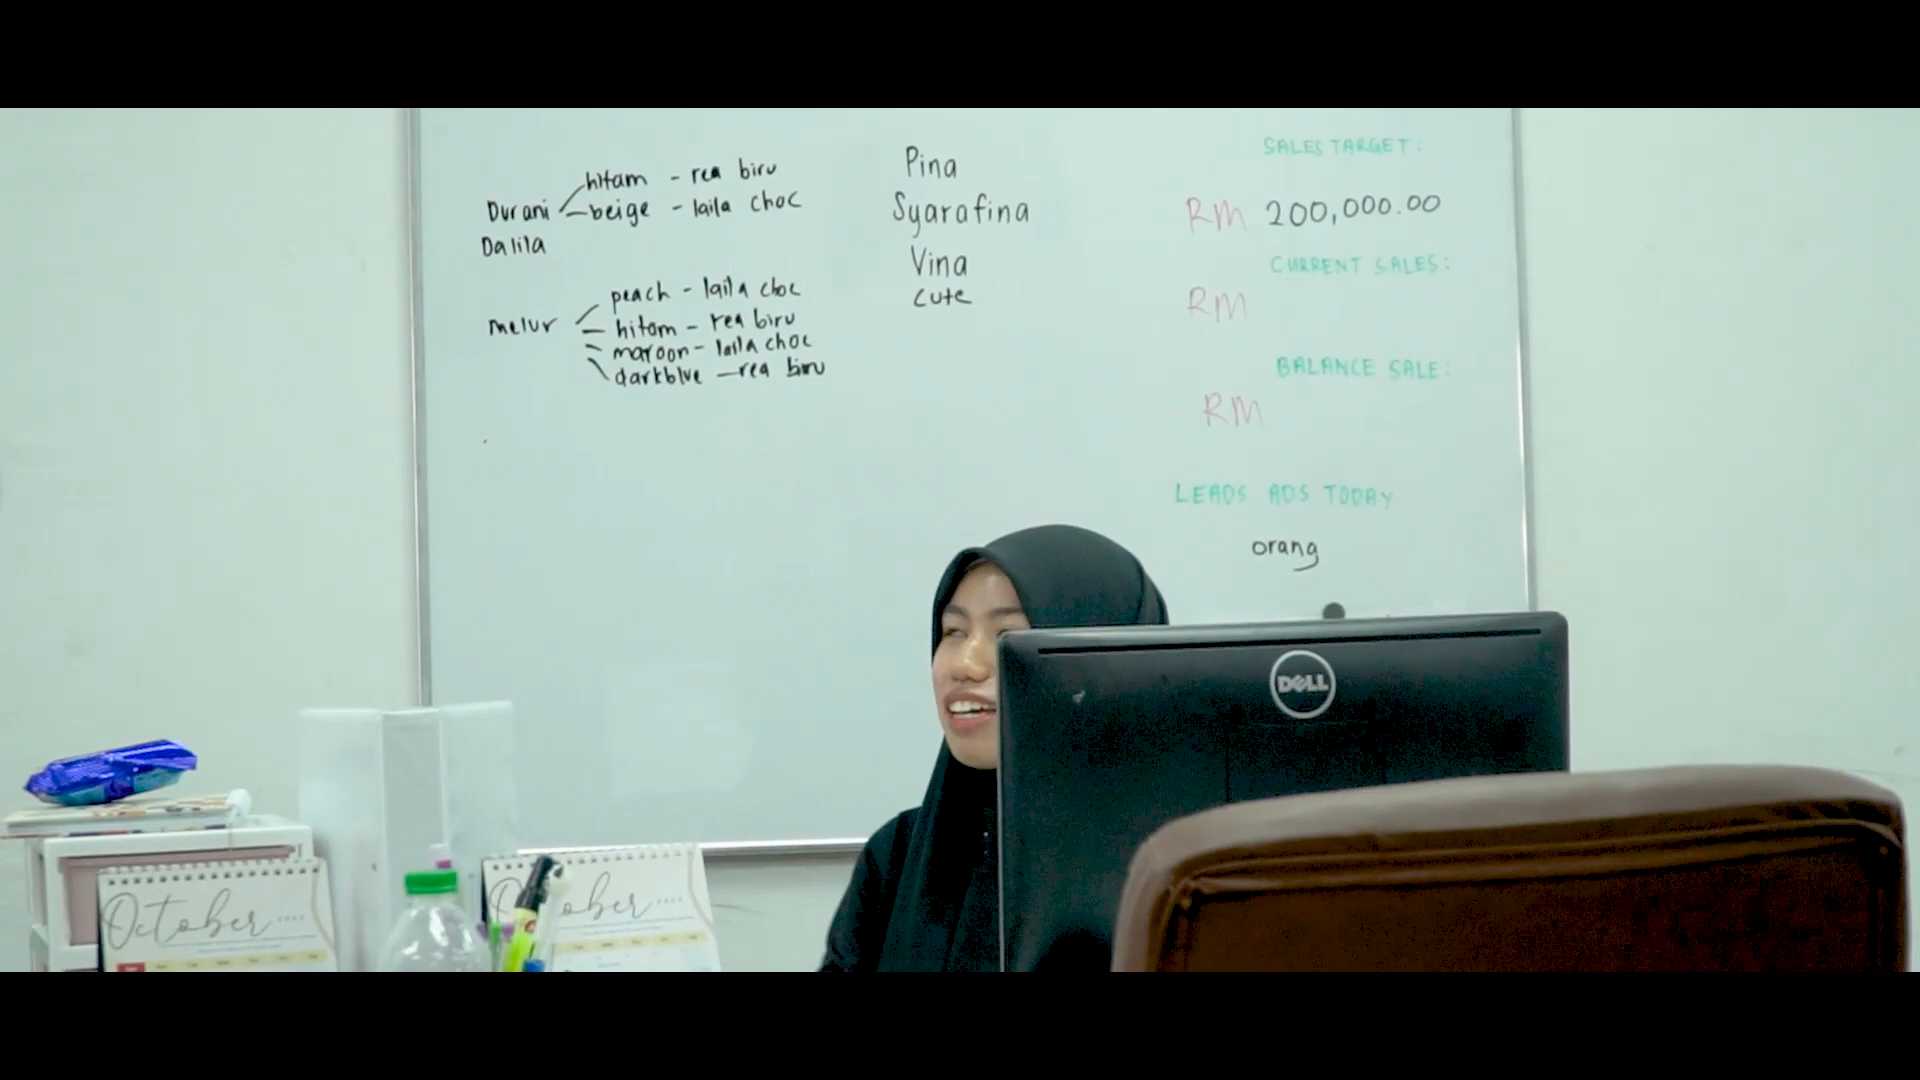 Durani hitam - rea biru
beige - laila choc
Dalila
melur peach - laila choc
hitam - rea biru
maroon - laila choc
darkblue - rea biru
Pina
Syarafina
Vina
cute
SALES TARGET:
RM 200,000.00
CURRENT SALES:
RM
BALANCE SALE:
RM
LEADS ADS TODAY
orang
DELL
October